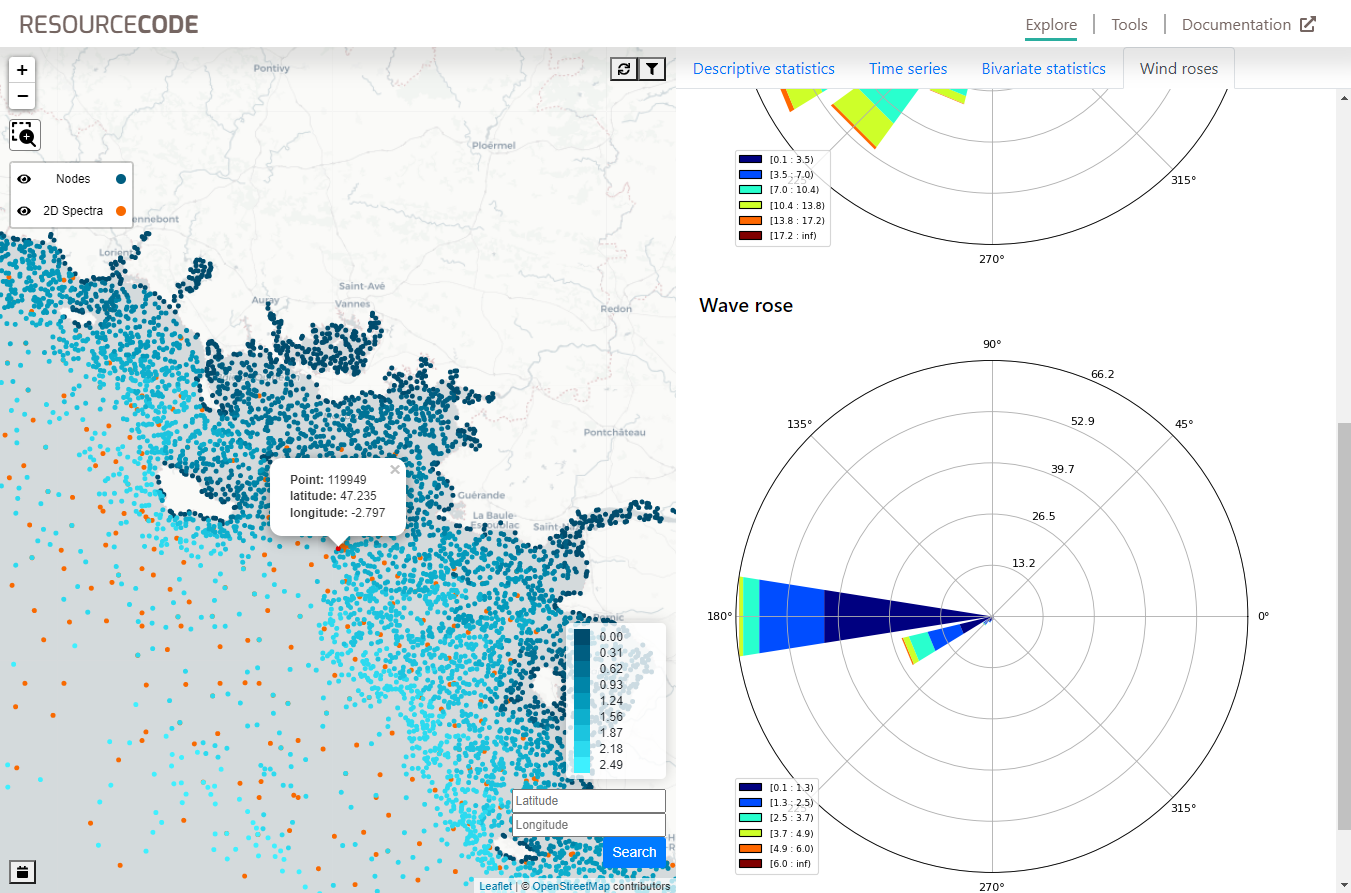 RESOURCECODE
Explore
Tools
Documentation
+
−
Nodes
2D Spectra
Pontivy
Ploërmel
ennebont
Lorient
Auray
Saint-Avé
Vannes
Redon
Pontchâteau
Guérande
La Baule-
Escoublac
Saint-
Pornic
×
Point: 119949
latitude: 47.235
longitude: -2.797
0.00
0.31
0.62
0.93
1.24
1.56
1.87
2.18
2.49
Latitude
Longitude
Search
Leaflet | © OpenStreetMap contributors
Descriptive statistics
Time series
Bivariate statistics
Wind roses
225°
315°
270°
[0.1 : 3.5)
[3.5 : 7.0)
[7.0 : 10.4)
[10.4 : 13.8)
[13.8 : 17.2)
[17.2 : inf)
Wave rose
90°
66.2
135°
52.9
45°
39.7
26.5
13.2
180°
0°
225°
315°
270°
[0.1 : 1.3)
[1.3 : 2.5)
[2.5 : 3.7)
[3.7 : 4.9)
[4.9 : 6.0)
[6.0 : inf)